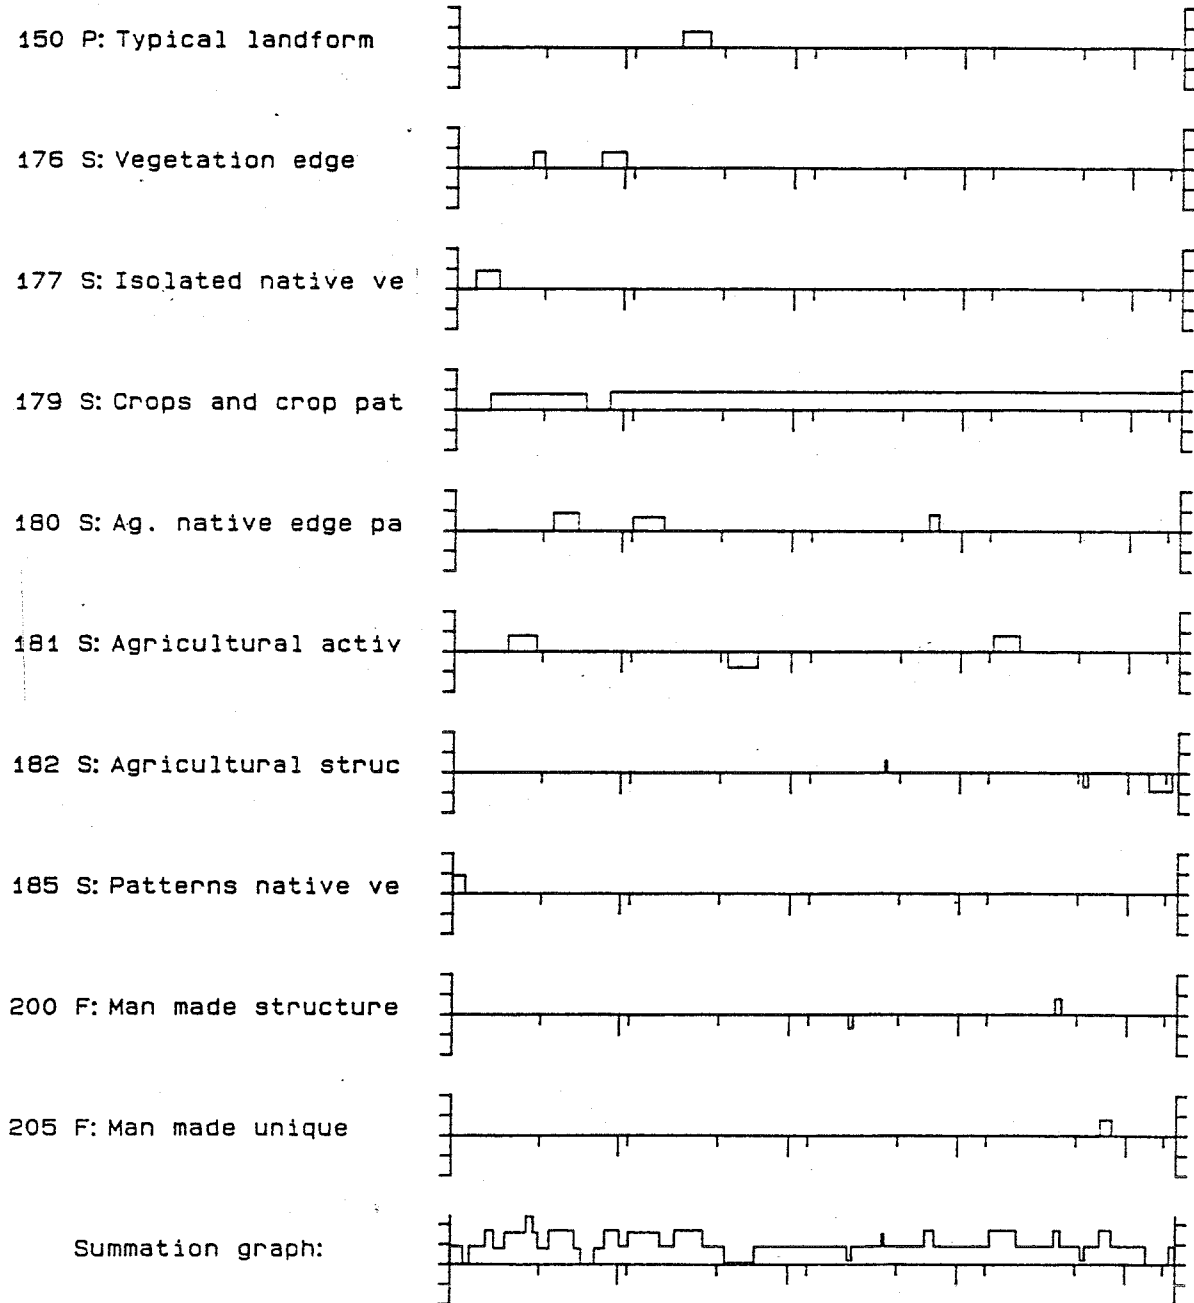 150 P: Typical landform
176 S: Vegetation edge
177 S: Isolated native ve
179 S: Crops and crop pat
180 S: Ag. native edge pa
181 S: Agricultural activ
182 S: Agricultural struc
185 S: Patterns native ve
200 F: Man made structure
205 F: Man made unique
Summation graph: